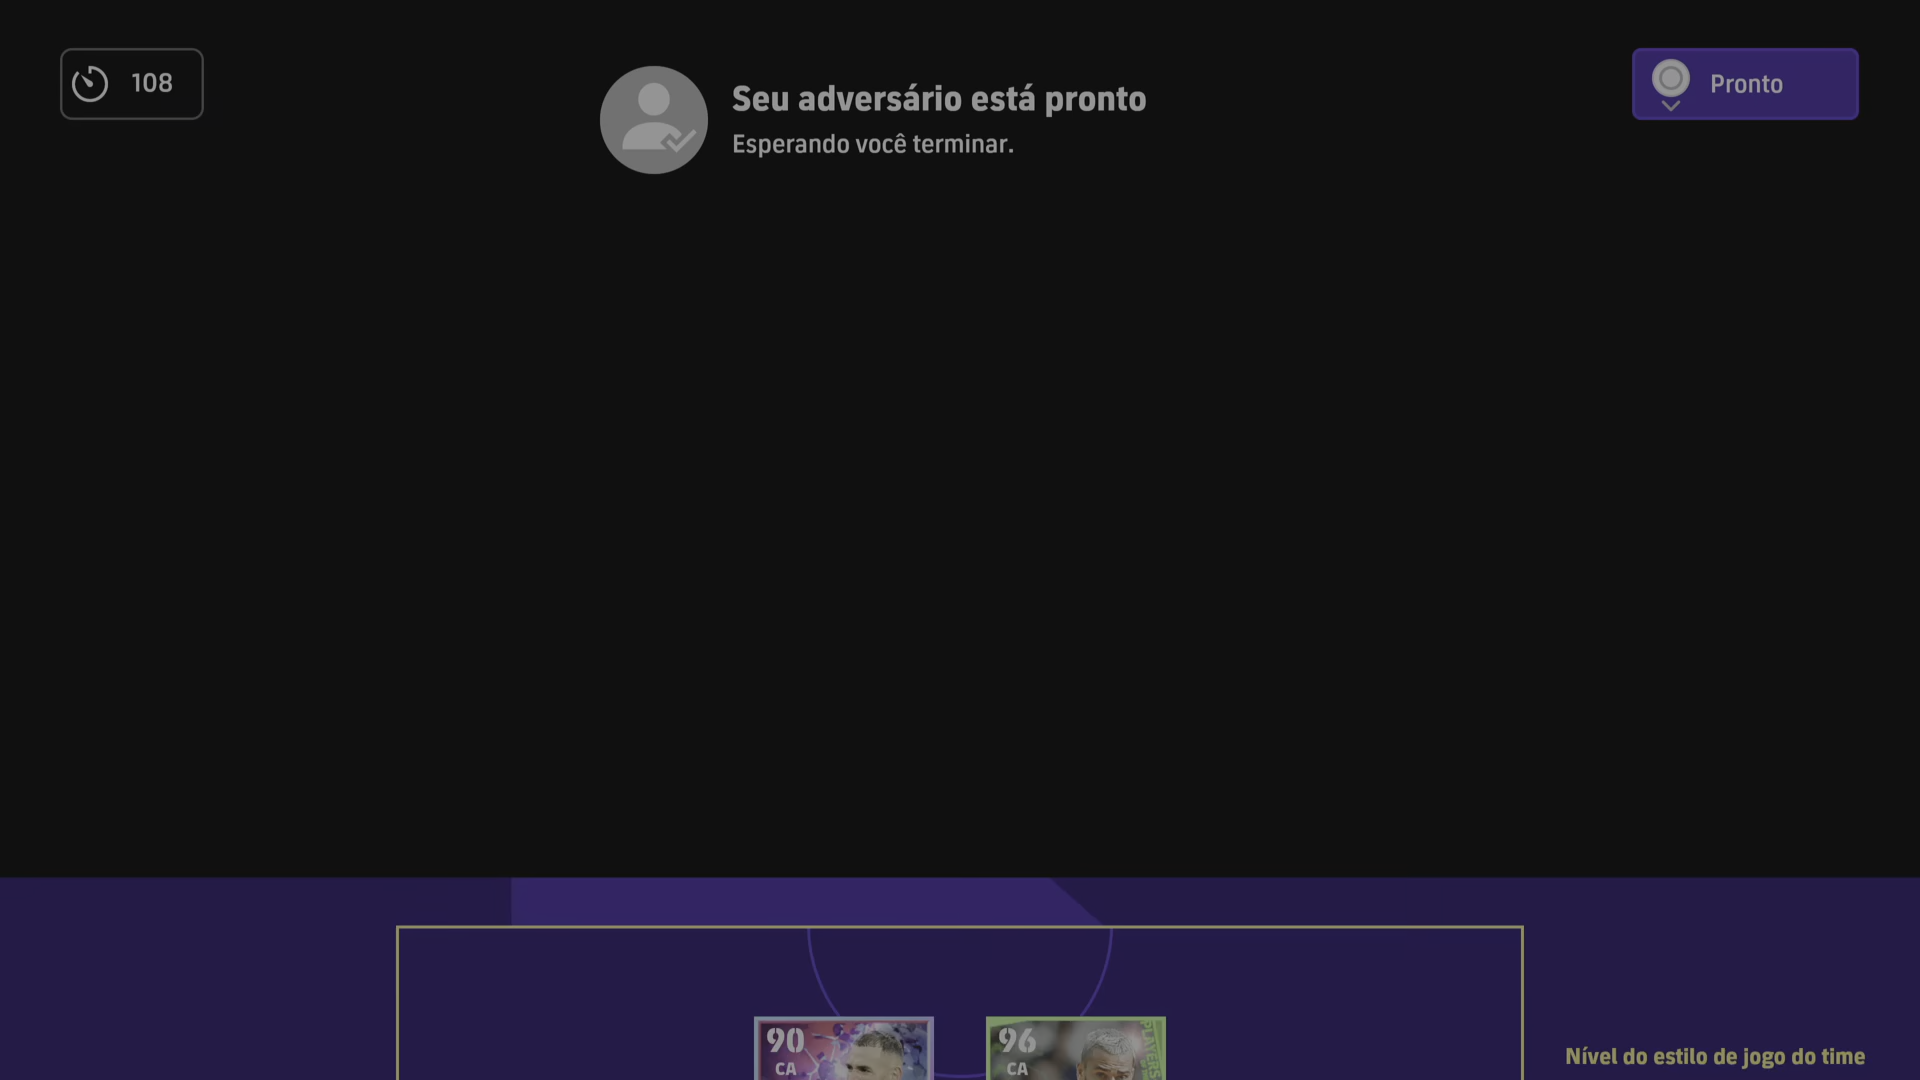 108
Seu adversário está pronto
Esperando você terminar.
Pronto
90
CA
96
CA
PLAYERS
Nível do estilo de jogo do time